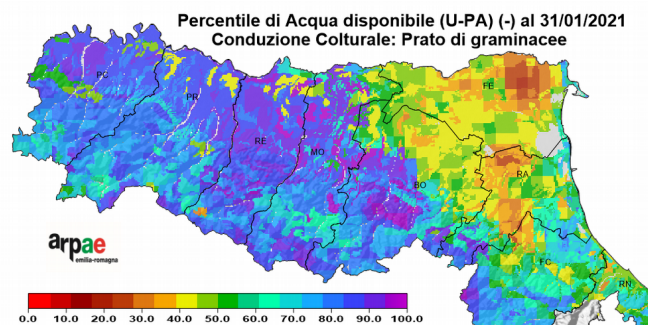 Percentile di Acqua disponibile (U-PA) (-) al 31/01/2021
Conduzione Colturale: Prato di graminacee
PC
PR
RE
MO
BO
FE
RA
FC
RN
arpae
emilia-romagna
0.0 10.0 20.0 30.0 40.0 50.0 60.0 70.0 80.0 90.0 100.0